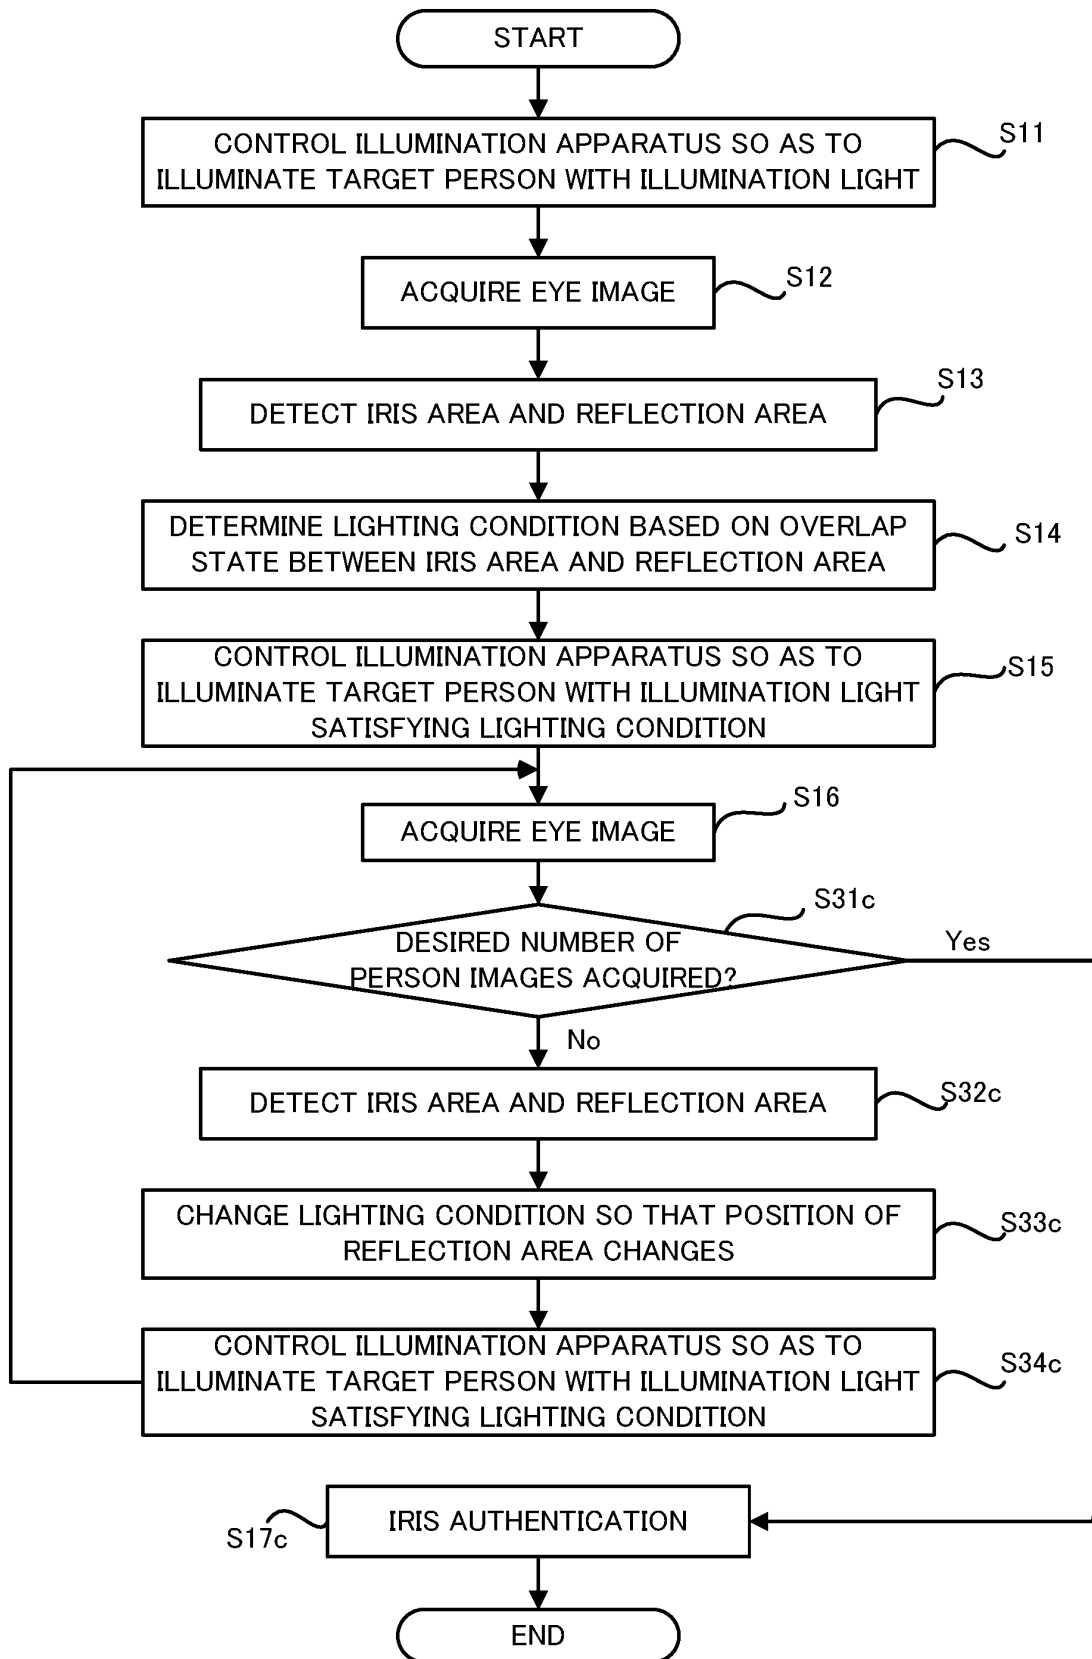 START
CONTROL ILLUMINATION APPARATUS SO AS TO
ILLUMINATE TARGET PERSON WITH ILLUMINATION LIGHT
S11
ACQUIRE EYE IMAGE
S12
DETECT IRIS AREA AND REFLECTION AREA
S13
DETERMINE LIGHTING CONDITION BASED ON OVERLAP
STATE BETWEEN IRIS AREA AND REFLECTION AREA
S14
CONTROL ILLUMINATION APPARATUS SO AS TO
ILLUMINATE TARGET PERSON WITH ILLUMINATION LIGHT
SATISFYING LIGHTING CONDITION
S15
ACQUIRE EYE IMAGE
S16
DESIRED NUMBER OF
PERSON IMAGES ACQUIRED?
S31c
Yes
No
DETECT IRIS AREA AND REFLECTION AREA
S32c
CHANGE LIGHTING CONDITION SO THAT POSITION OF
REFLECTION AREA CHANGES
S33c
CONTROL ILLUMINATION APPARATUS SO AS TO
ILLUMINATE TARGET PERSON WITH ILLUMINATION LIGHT
SATISFYING LIGHTING CONDITION
S34c
IRIS AUTHENTICATION
S17c
END